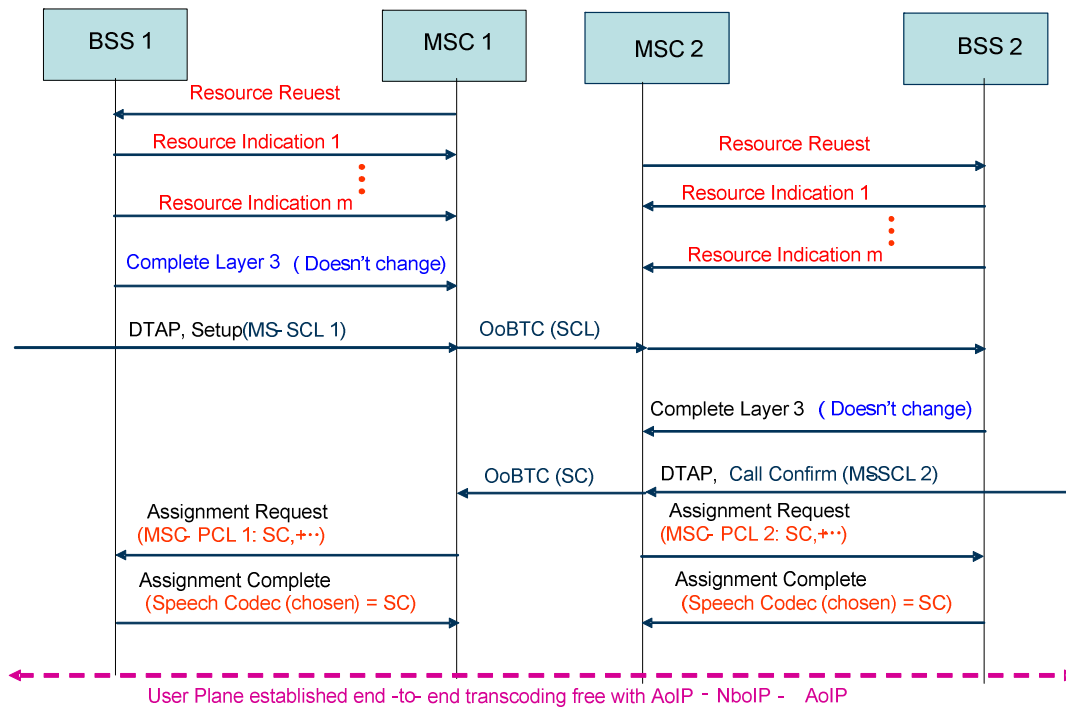 BSS 1
MSC 1
MSC 2
BSS 2
Resource Reuest
Resource Indication 1
Resource Reuest
Resource Indication 1
Resource Indication m
Resource Indication m
Complete Layer 3 ( Doesn't change)
DTAP, Setup(MS- SCL 1)
OoBTC (SCL)
Complete Layer 3 ( Doesn't change)
OoBTC (SC)
DTAP, Call Confirm (MS-SCL 2)
Assignment Request
(MSC- PCL 1: SC,+··)
Assignment Request
(MSC- PCL 2: SC,+··)
Assignment Complete
(Speech Codec (chosen) = SC)
Assignment Complete
(Speech Codec (chosen) = SC)
User Plane established end -to- end transcoding free with AoIP - NboIP - AoIP